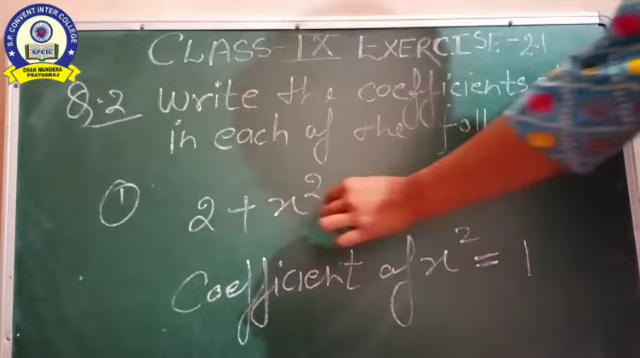 S.P. CONVENT INTER COLLEGE
SPCIC
CHAK MUNDERA
PRAYAGRAJ
CLASS-IX EXERCISE-2.1
Q.2 Write the coefficients
in each of the foll
① 2 + x²
Coefficient of x² = 1